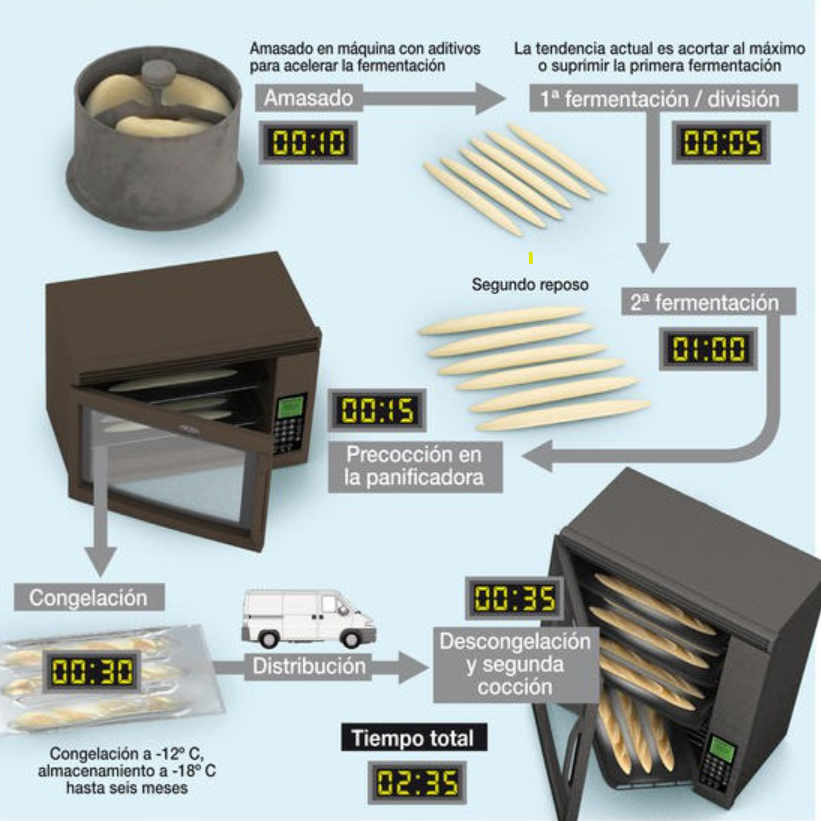 Amasado en máquina con aditivos
para acelerar la fermentación
Amasado
00:10
La tendencia actual es acortar al máximo
o suprimir la primera fermentación
1ª fermentación / división
00:05
Segundo reposo
2ª fermentación
01:00
00:15
Precocción en
la panificadora
Congelación
00:30
Congelación a -12º C,
almacenamiento a -18º C
hasta seis meses
Distribución
00:35
Descongelación
y segunda
cocción
Tiempo total
02:35